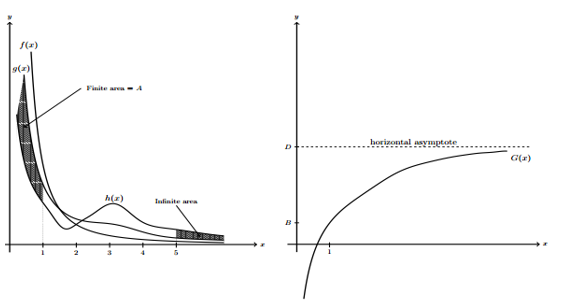 y
f(x)
g(x)
Finite area = A
h(x)
Infinite area
x
1
2
3
4
5
y
D
horizontal asymptote
G(x)
B
x
1